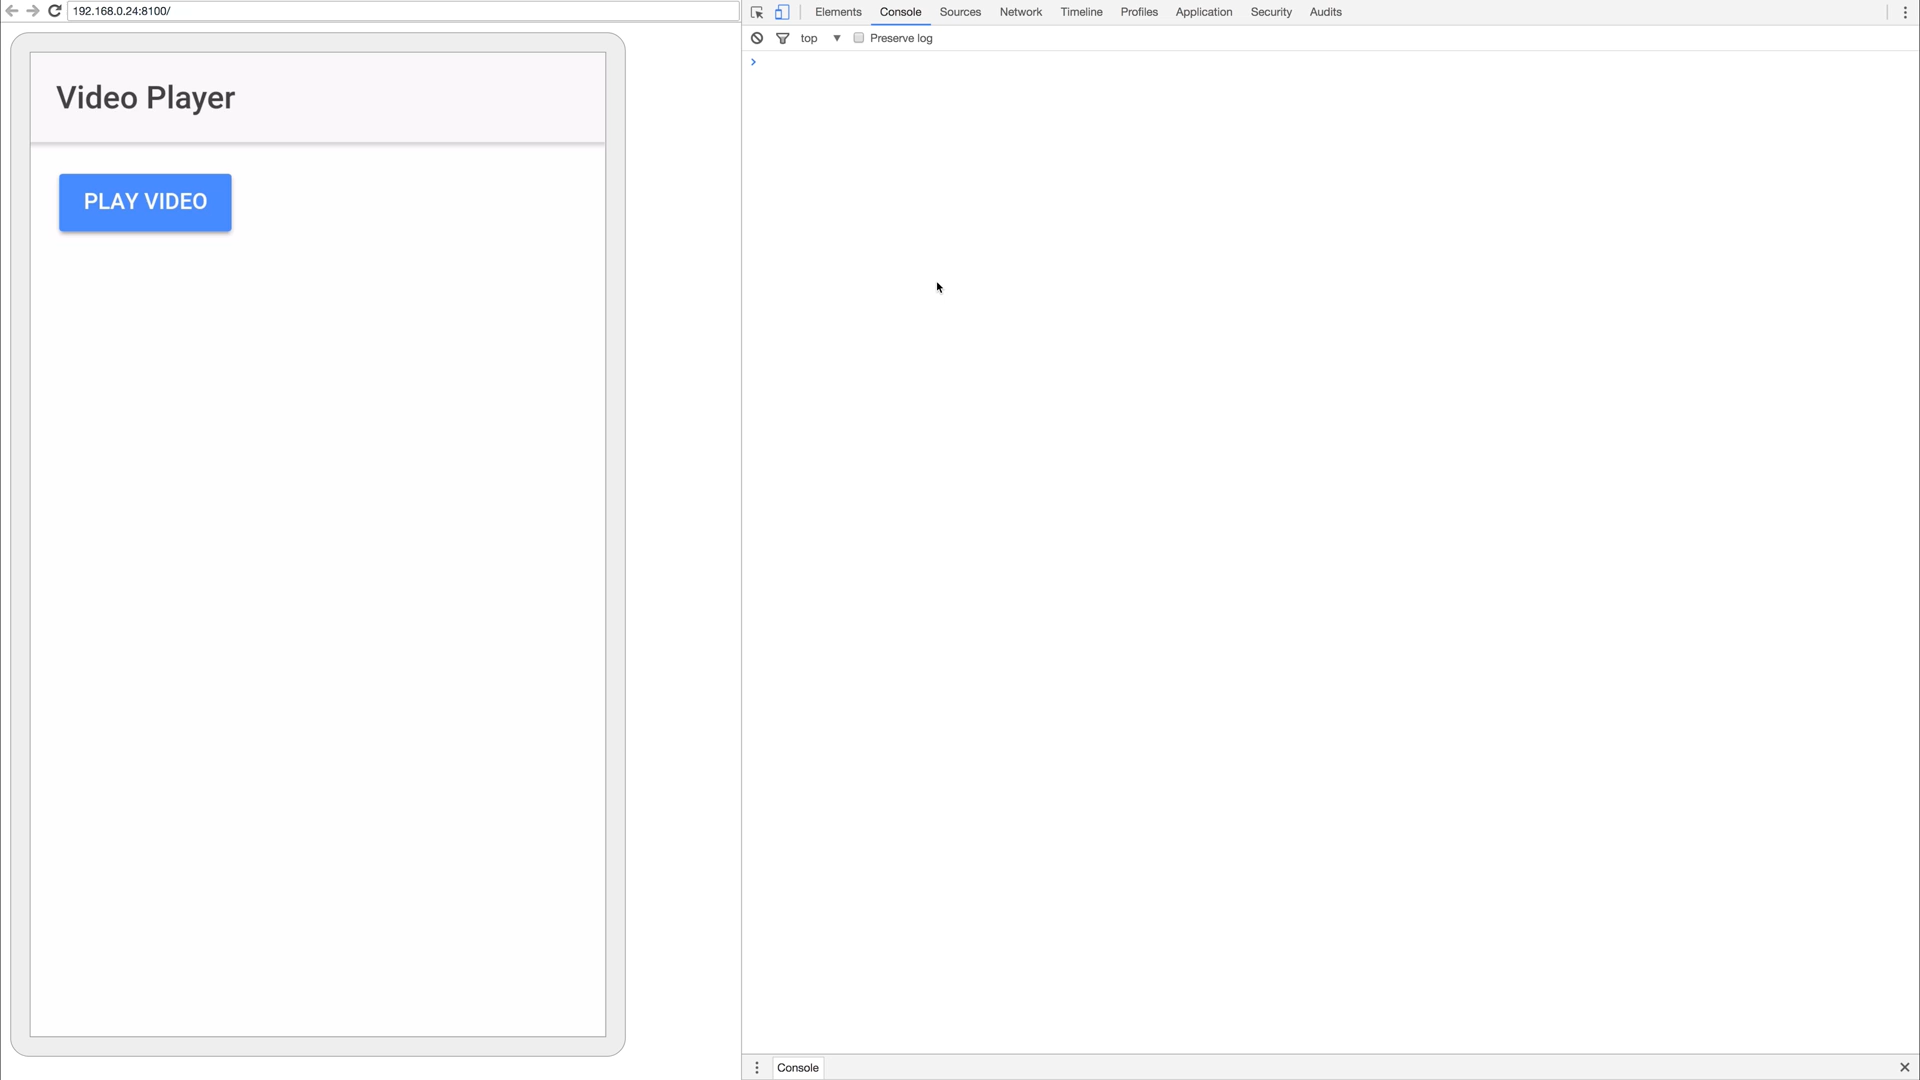 192.168.0.24:8100/
Elements Console Sources Network Timeline Profiles Application Security Audits
top Preserve log
Video Player
PLAY VIDEO
Console